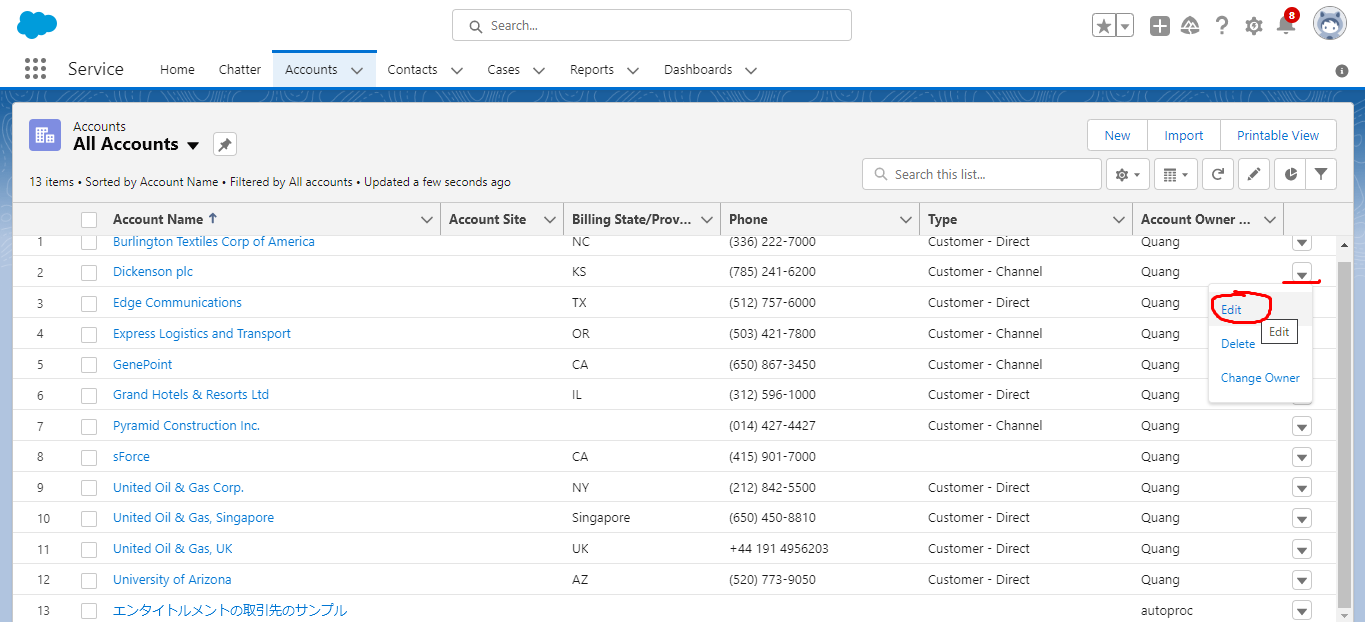 Search...
8
Service Home Chatter Accounts Contacts Cases Reports Dashboards
Accounts
All Accounts
New Import Printable View
13 items • Sorted by Account Name • Filtered by All accounts • Updated a few seconds ago
Search this list...
Account Name ↑ Account Site Billing State/Prov... Phone Type Account Owner ...
1 Burlington Textiles Corp of America NC (336) 222-7000 Customer - Direct Quang
2 Dickenson plc KS (785) 241-6200 Customer - Channel Quang
3 Edge Communications TX (512) 757-6000 Customer - Direct Quang
Edit
4 Express Logistics and Transport OR (503) 421-7800 Customer - Channel Quang
Edit
Delete
5 GenePoint CA (650) 867-3450 Customer - Channel Quang
Change Owner
6 Grand Hotels & Resorts Ltd IL (312) 596-1000 Customer - Direct Quang
7 Pyramid Construction Inc. (014) 427-4427 Customer - Channel Quang
8 sForce CA (415) 901-7000 Quang
9 United Oil & Gas Corp. NY (212) 842-5500 Customer - Direct Quang
10 United Oil & Gas, Singapore Singapore (650) 450-8810 Customer - Direct Quang
11 United Oil & Gas, UK UK +44 191 4956203 Customer - Direct Quang
12 University of Arizona AZ (520) 773-9050 Customer - Direct Quang
13 エンタイトルメントの取引先のサンプル autoproc